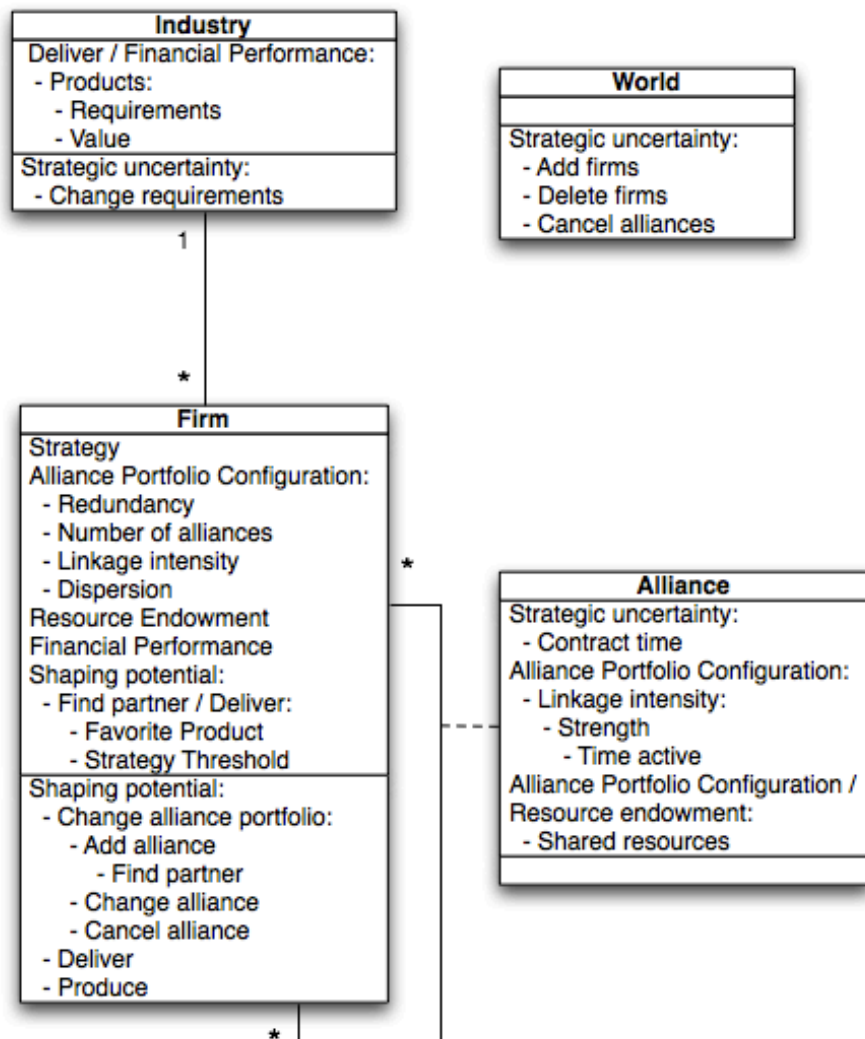 Industry
Deliver / Financial Performance:
- Products:
- Requirements
- Value
Strategic uncertainty:
- Change requirements
1
*
World
Strategic uncertainty:
- Add firms
- Delete firms
- Cancel alliances
Firm
Strategy
Alliance Portfolio Configuration:
- Redundancy
- Number of alliances
- Linkage intensity
- Dispersion
Resource Endowment
Financial Performance
Shaping potential:
- Find partner / Deliver:
- Favorite Product
- Strategy Threshold
Shaping potential:
- Change alliance portfolio:
- Add alliance
- Find partner
- Change alliance
- Cancel alliance
- Deliver
- Produce
*
*
Alliance
Strategic uncertainty:
- Contract time
Alliance Portfolio Configuration:
- Linkage intensity:
- Strength
- Time active
Alliance Portfolio Configuration /
Resource endowment:
- Shared resources